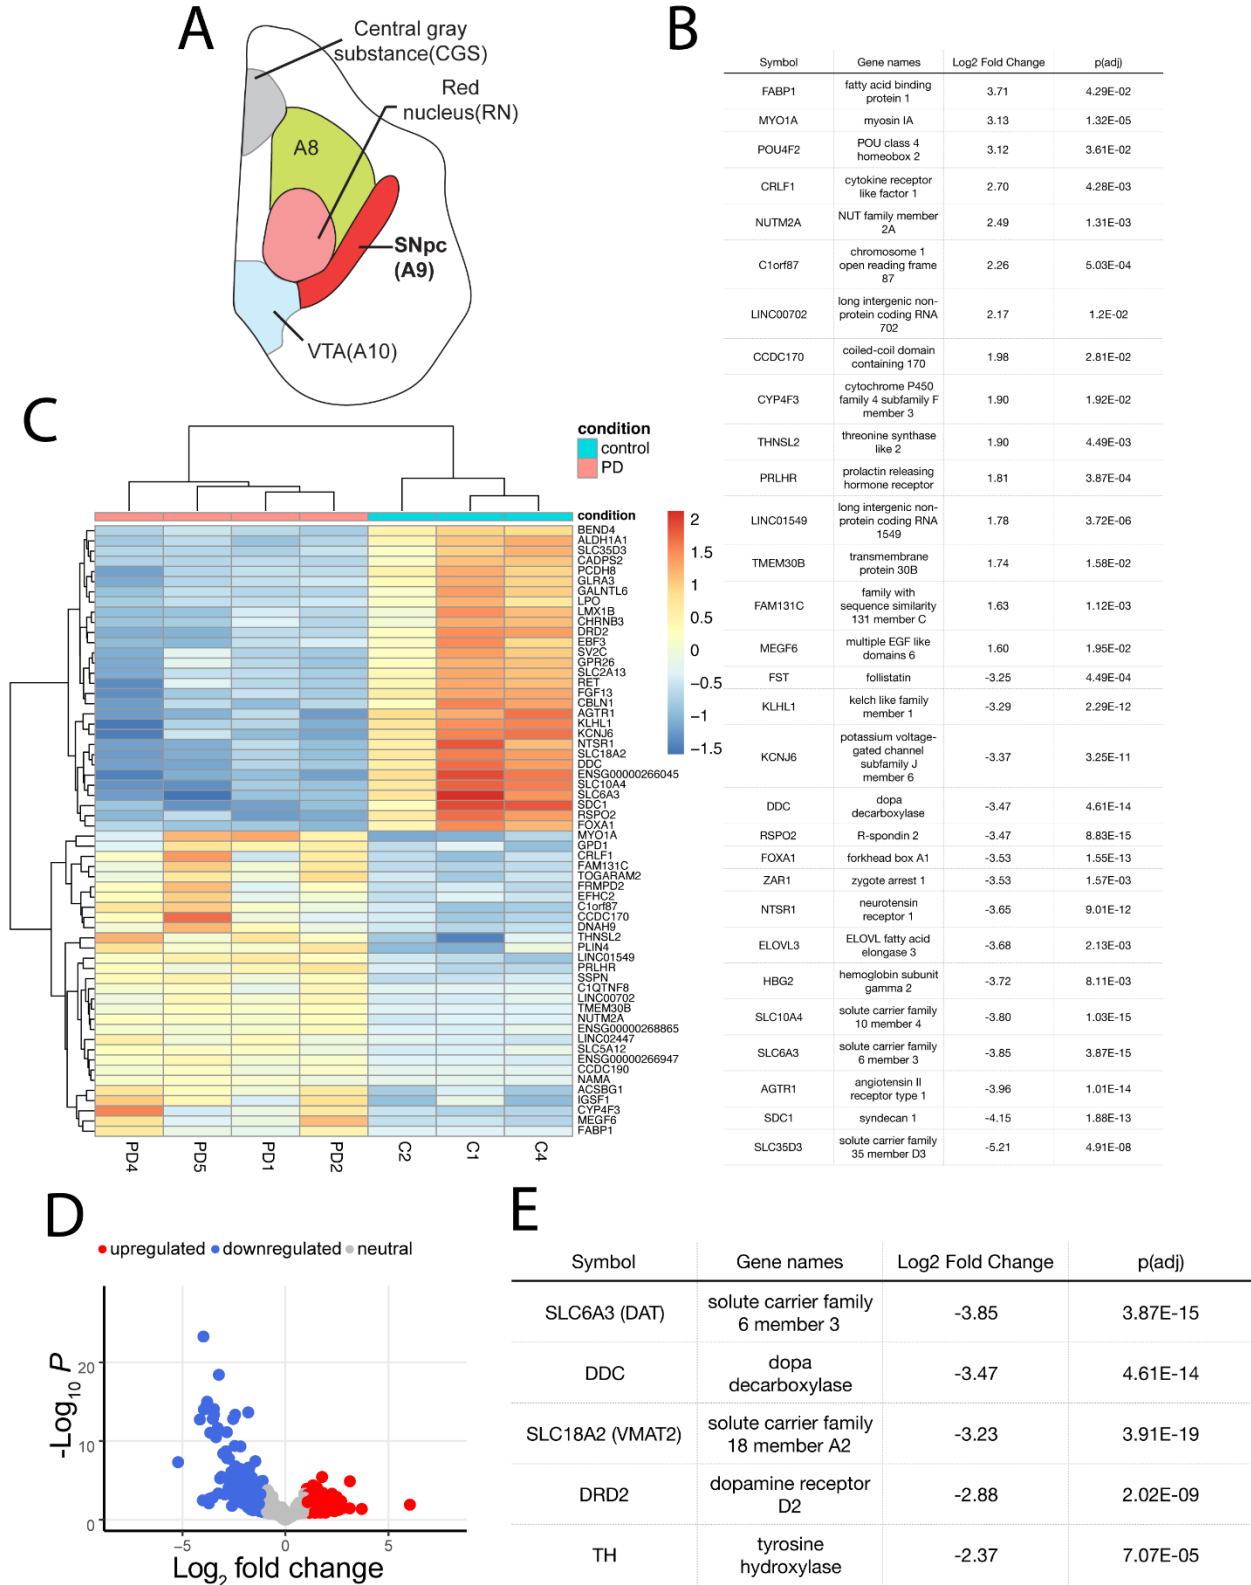 A
Central gray
substance(CGS)
Red
nucleus(RN)
A8
SNpc
(A9)
VTA(A10)
B
Symbol Gene names Log2 Fold Change p(adj)
FABP1 fatty acid binding protein 1 3.71 4.29E-02
MYO1A myosin IA 3.13 1.32E-05
POU4F2 POU class 4 homeobox 2 3.12 3.61E-02
CRLF1 cytokine receptor like factor 1 2.70 4.28E-03
NUTM2A NUT family member 2A 2.49 1.31E-03
C1orf87 chromosome 1 open reading frame 87 2.26 5.03E-04
LINC00702 long intergenic non-protein coding RNA 702 2.17 1.2E-02
CCDC170 coiled-coil domain containing 170 1.98 2.81E-02
CYP4F3 cytochrome P450 family 4 subfamily F member 3 1.90 1.92E-02
THNSL2 threonine synthase like 2 1.90 4.49E-03
PRLHR prolactin releasing hormone receptor 1.81 3.87E-04
LINC01549 long intergenic non-protein coding RNA 1549 1.78 3.72E-06
TMEM30B transmembrane protein 30B 1.74 1.58E-02
FAM131C family with sequence similarity 131 member C 1.63 1.12E-03
MEGF6 multiple EGF like domains 6 1.60 1.95E-02
FST follistatin -3.25 4.49E-04
KLHL1 kelch like family member 1 -3.29 2.29E-12
KCNJ6 potassium voltage-gated channel subfamily J member 6 -3.37 3.25E-11
DDC dopa decarboxylase -3.47 4.61E-14
RSPO2 R-spondin 2 -3.47 8.83E-15
FOXA1 forkhead box A1 -3.53 1.55E-13
ZAR1 zygote arrest 1 -3.53 1.57E-03
NTSR1 neurotensin receptor 1 -3.65 9.01E-12
ELOVL3 ELOVL fatty acid elongase 3 -3.68 2.13E-03
HBG2 hemoglobin subunit gamma 2 -3.72 8.11E-03
SLC10A4 solute carrier family 10 member 4 -3.80 1.03E-15
SLC6A3 solute carrier family 6 member 3 -3.85 3.87E-15
AGTR1 angiotensin II receptor type 1 -3.96 1.01E-14
SDC1 syndecan 1 -4.15 1.88E-13
SLC35D3 solute carrier family 35 member D3 -5.21 4.91E-08
C
condition
control
PD
condition
2
1.5
1
0.5
0
−0.5
−1
−1.5
BEND4
ALDH1A1
SLC35D3
CADPS2
PCDH8
GLRA3
GALNTL6
LPO
LMX1B
CHRNB3
DRD2
EBF3
SV2C
GPR26
SLC2A13
RET
FGF13
CBLN1
AGTR1
KLHL1
KCNJ6
NTSR1
SLC18A2
DDC
ENSG00000266045
SLC10A4
SLC6A3
SDC1
RSPO2
FOXA1
MYO1A
GPD1
CRLF1
FAM131C
TOGARAM2
FRMPD2
EFHC2
C1orf87
CCDC170
DNAH9
THNSL2
PLIN4
LINC01549
PRLHR
SSPN
C1QTNF8
LINC00702
TMEM30B
NUTM2A
ENSG00000268865
LINC02447
SLC5A12
ENSG00000266947
CCDC190
NAMA
ACSBG1
IGSF1
CYP4F3
MEGF6
FABP1
PD4 PD5 PD1 PD2 C2 C1 C4
D
upregulated downregulated neutral
-Log10 P
20
10
0
−5 0 5
Log2 fold change
E
Symbol Gene names Log2 Fold Change p(adj)
SLC6A3 (DAT) solute carrier family 6 member 3 -3.85 3.87E-15
DDC dopa decarboxylase -3.47 4.61E-14
SLC18A2 (VMAT2) solute carrier family 18 member A2 -3.23 3.91E-19
DRD2 dopamine receptor D2 -2.88 2.02E-09
TH tyrosine hydroxylase -2.37 7.07E-05